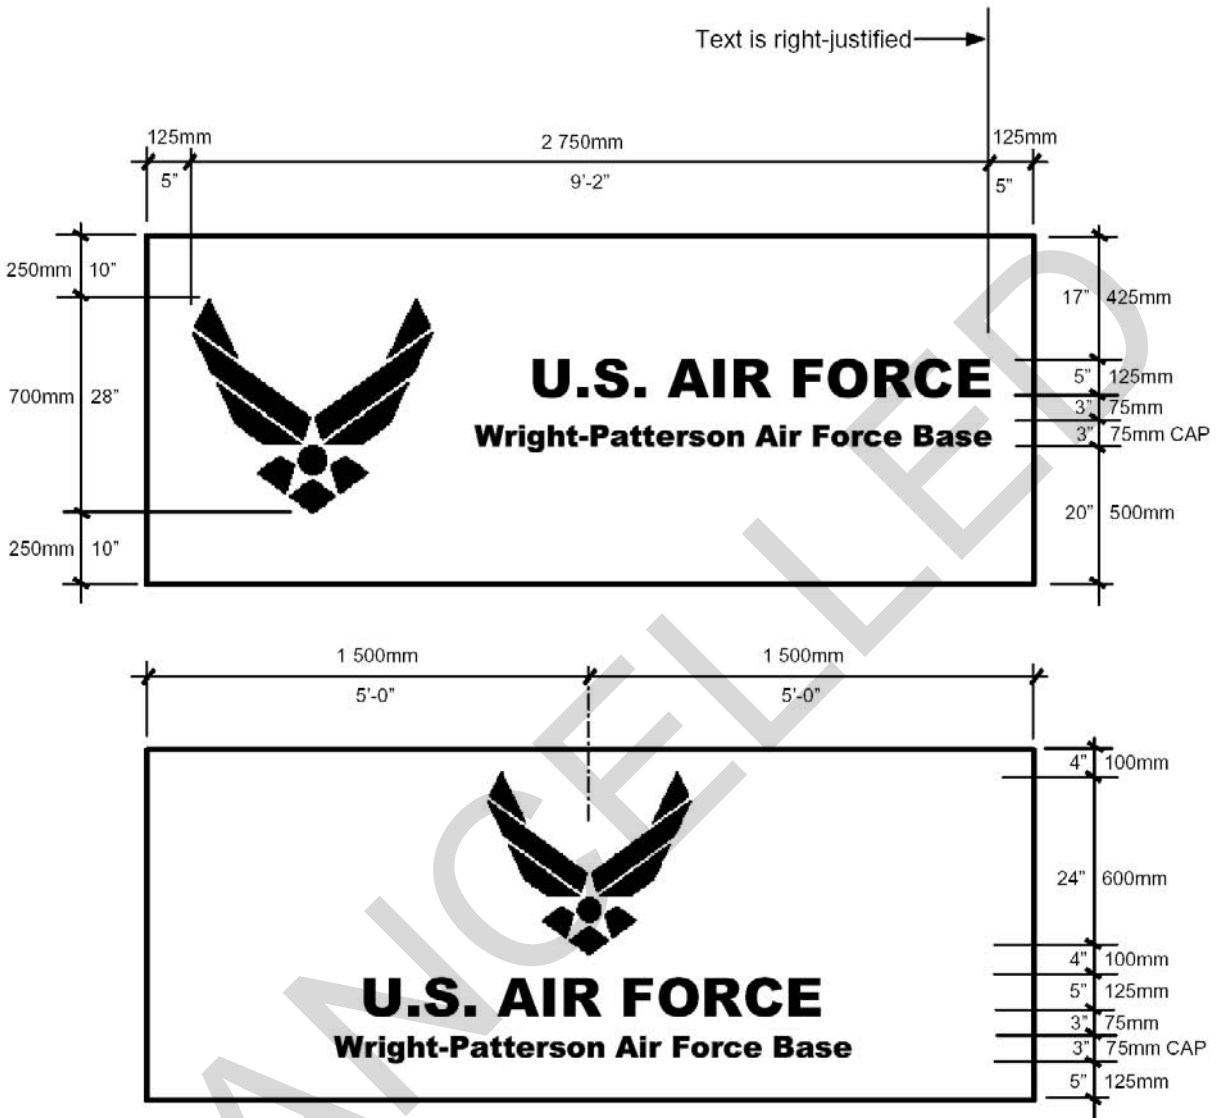 Text is right-justified
125mm 2 750mm 125mm
5" 9'-2" 5"
250mm 10"
17" 425mm
700mm 28"
U.S. AIR FORCE
5" 125mm
3" 75mm
Wright-Patterson Air Force Base
3" 75mm CAP
20" 500mm
250mm 10"
1 500mm 1 500mm
5'-0" 5'-0"
4" 100mm
24" 600mm
4" 100mm
U.S. AIR FORCE
5" 125mm
3" 75mm
Wright-Patterson Air Force Base
3" 75mm CAP
5" 125mm
ANCELLED